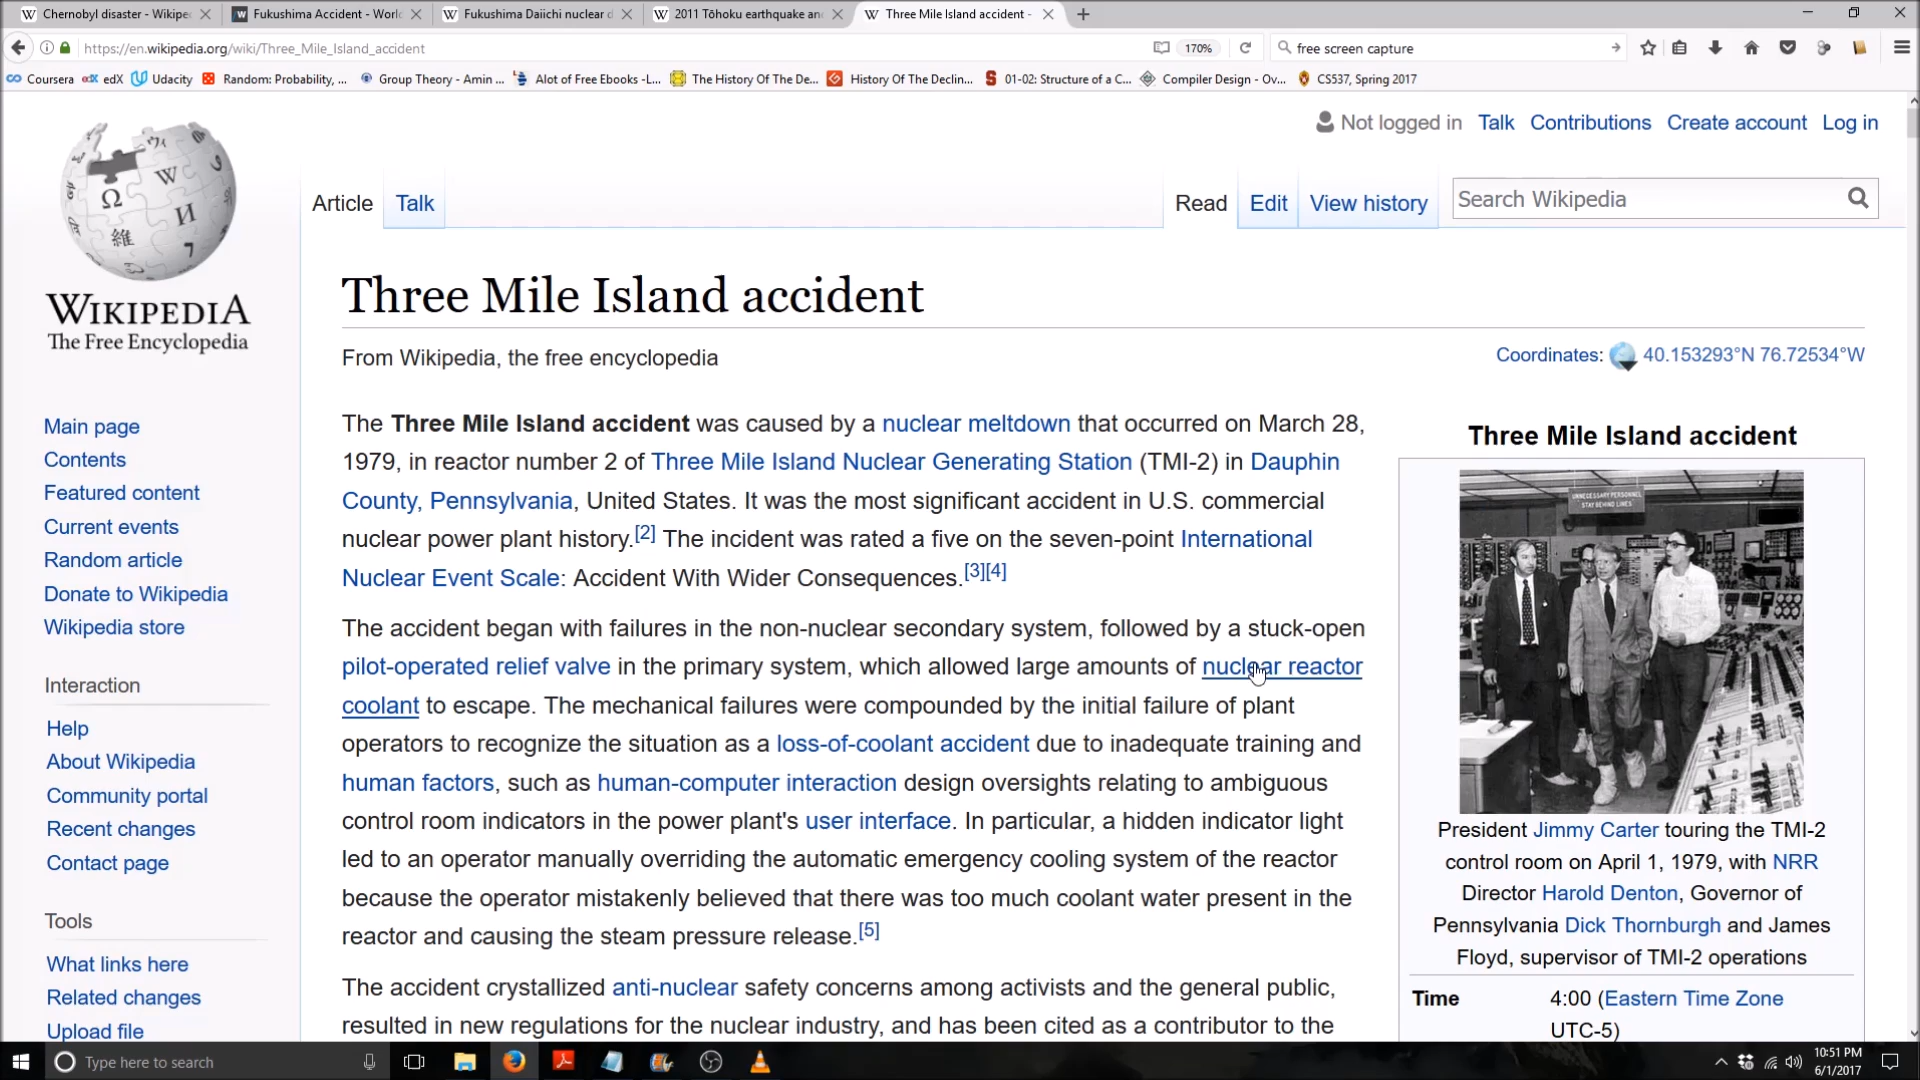 Chernobyl disaster - Wikipe
Fukushima Accident - World
Fukushima Daiichi nuclear d
2011 Tōhoku earthquake an
Three Mile Island accident -
https://en.wikipedia.org/wiki/Three_Mile_Island_accident
170%
free screen capture
Coursera
edX
Udacity
Random: Probability, ...
Group Theory - Amin ...
Alot of Free Ebooks -L...
The History Of The De...
History Of The Declin...
01-02: Structure of a C...
Compiler Design - Ov...
CS537, Spring 2017
Not logged in Talk Contributions Create account Log in
Article Talk
Read Edit View history
Search Wikipedia
WIKIPEDIA
The Free Encyclopedia
Three Mile Island accident
From Wikipedia, the free encyclopedia
Coordinates: 40.153293°N 76.72534°W
Main page
Contents
Featured content
Current events
Random article
Donate to Wikipedia
Wikipedia store
Interaction
Help
About Wikipedia
Community portal
Recent changes
Contact page
Tools
What links here
Related changes
Upload file
The Three Mile Island accident was caused by a nuclear meltdown that occurred on March 28,
1979, in reactor number 2 of Three Mile Island Nuclear Generating Station (TMI-2) in Dauphin
County, Pennsylvania, United States. It was the most significant accident in U.S. commercial
nuclear power plant history.[2] The incident was rated a five on the seven-point International
Nuclear Event Scale: Accident With Wider Consequences.[3][4]
The accident began with failures in the non-nuclear secondary system, followed by a stuck-open
pilot-operated relief valve in the primary system, which allowed large amounts of nuclear reactor
coolant to escape. The mechanical failures were compounded by the initial failure of plant
operators to recognize the situation as a loss-of-coolant accident due to inadequate training and
human factors, such as human-computer interaction design oversights relating to ambiguous
control room indicators in the power plant's user interface. In particular, a hidden indicator light
led to an operator manually overriding the automatic emergency cooling system of the reactor
because the operator mistakenly believed that there was too much coolant water present in the
reactor and causing the steam pressure release.[5]
The accident crystallized anti-nuclear safety concerns among activists and the general public,
resulted in new regulations for the nuclear industry, and has been cited as a contributor to the
Three Mile Island accident
UNNECESSARY PERSONNEL
STAY BEHIND LINES
President Jimmy Carter touring the TMI-2
control room on April 1, 1979, with NRR
Director Harold Denton, Governor of
Pennsylvania Dick Thornburgh and James
Floyd, supervisor of TMI-2 operations
Time 4:00 (Eastern Time Zone
UTC-5)
Type here to search
10:51 PM
6/1/2017